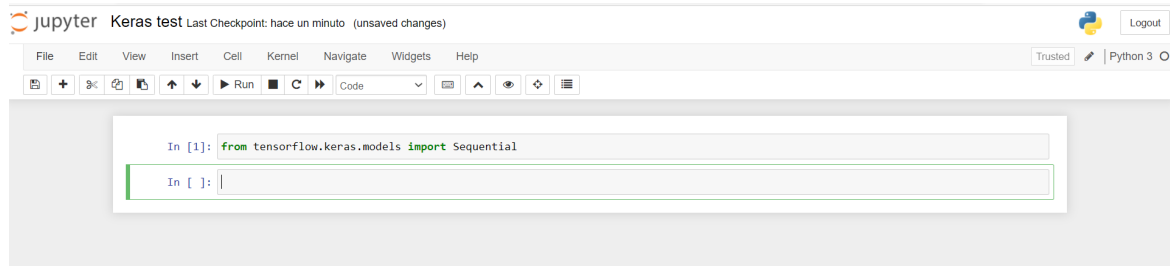 jupyter Keras test Last Checkpoint: hace un minuto (unsaved changes) Logout
File Edit View Insert Cell Kernel Navigate Widgets Help Trusted Python 3
Run Code
In [1]: from tensorflow.keras.models import Sequential
In [ ]: